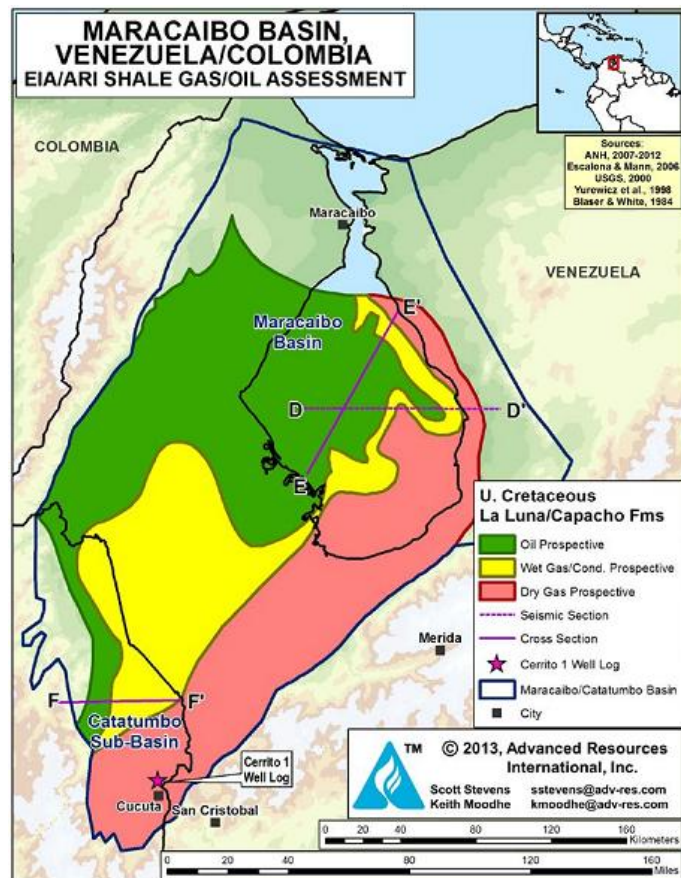 MARACAIBO BASIN,
VENEZUELA/COLOMBIA
EIA/ARI SHALE GAS/OIL ASSESSMENT
Sources:
ANH, 2007-2012
Escalona & Mann, 2006
USGS, 2000
Yurewicz et al., 1998
Blaser & White, 1984
COLOMBIA
Maracaibo
VENEZUELA
E'
Maracaibo
Basin
D
D'
E
U. Cretaceous
La Luna/Capacho Fms
Oil Prospective
Wet Gas/Cond. Prospective
Dry Gas Prospective
Seismic Section
Cross Section
Cerrito 1 Well Log
Maracaibo/Catatumbo Basin
City
Merida
F
F'
Catatumbo
Sub-Basin
Cerrito 1
Well Log
Cucuta
San Cristobal
TM
© 2013, Advanced Resources
International, Inc.
Scott Stevens sstevens@adv-res.com
Keith Moodhe kmoodhe@adv-res.com
0 20 40 80 120 160
Kilometers
0 20 40 80 120 160
Miles